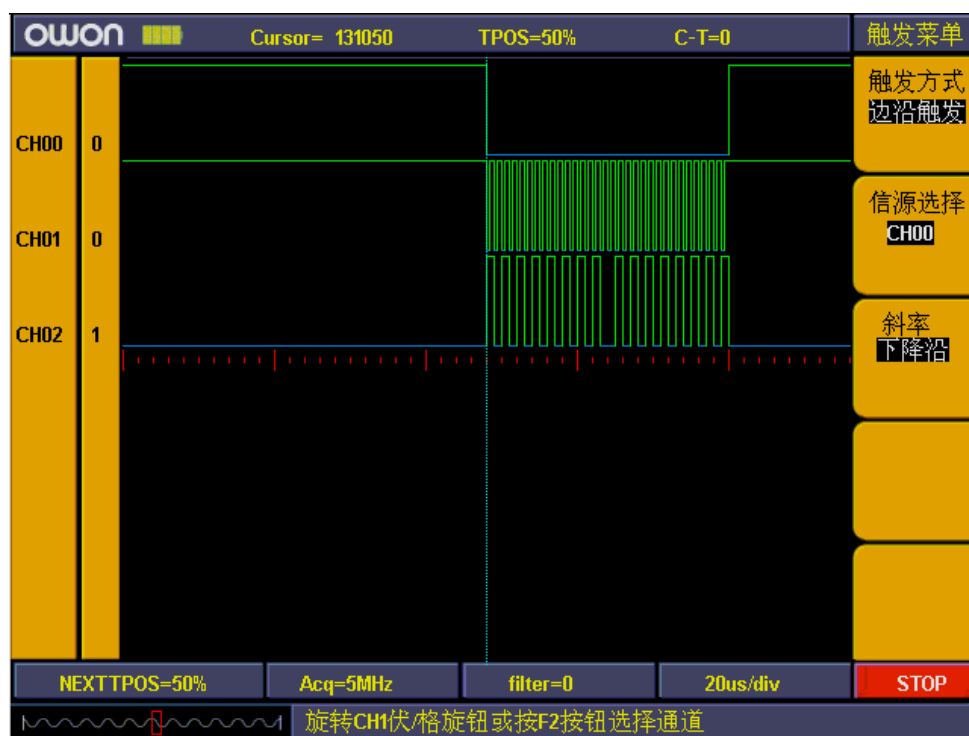 owon Cursor= 131050 TPOS=50% C-T=0 触发菜单
触发方式
边沿触发
CH00 0
信源选择
CH00
CH01 0
CH02 1
斜率
下降沿
NEXTTPOS=50% Acq=5MHz filter=0 20us/div STOP
旋转CH1伏/格旋钮或按F2按钮选择通道